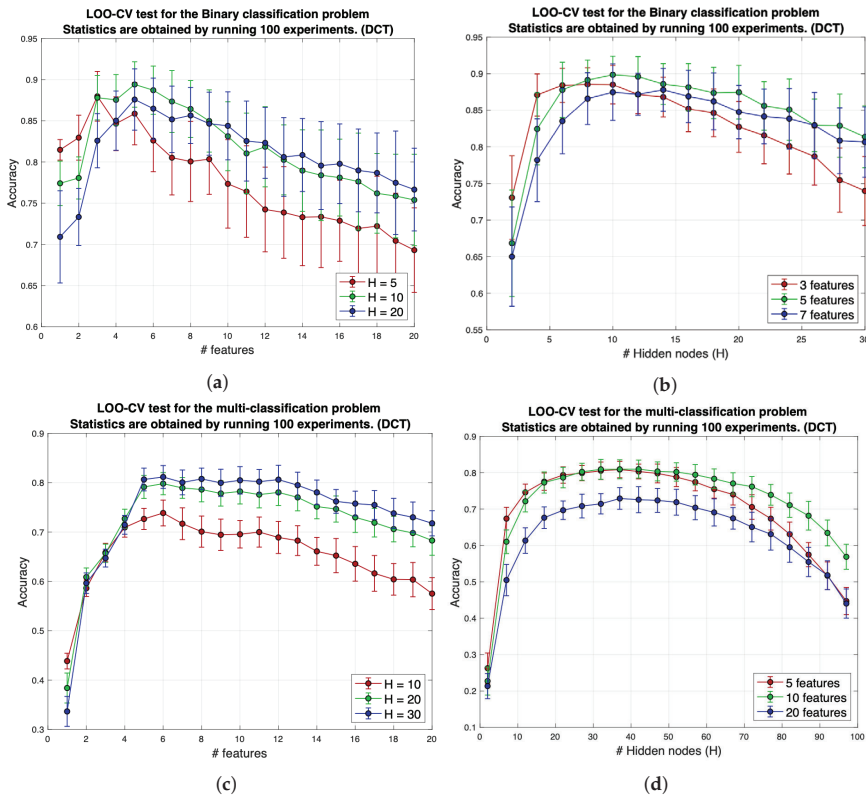 LOO-CV test for the Binary classification problem
Statistics are obtained by running 100 experiments. (DCT)
0.95
0.9
0.85
0.8
0.75
0.7
0.65
0.6
Accuracy
0 2 4 6 8 10 12 14 16 18 20
# features
H = 5
H = 10
H = 20
(a)
LOO-CV test for the Binary classification problem
Statistics are obtained by running 100 experiments. (DCT)
0.95
0.9
0.85
0.8
0.75
0.7
0.65
0.6
0.55
Accuracy
0 5 10 15 20 25 30
# Hidden nodes (H)
3 features
5 features
7 features
(b)
LOO-CV test for the multi-classification problem
Statistics are obtained by running 100 experiments. (DCT)
0.9
0.8
0.7
0.6
0.5
0.4
0.3
Accuracy
0 2 4 6 8 10 12 14 16 18 20
# features
H = 10
H = 20
H = 30
(c)
LOO-CV test for the multi-classification problem
Statistics are obtained by running 100 experiments. (DCT)
0.9
0.8
0.7
0.6
0.5
0.4
0.3
0.2
0.1
Accuracy
0 10 20 30 40 50 60 70 80 90 100
# Hidden nodes (H)
5 features
10 features
20 features
(d)